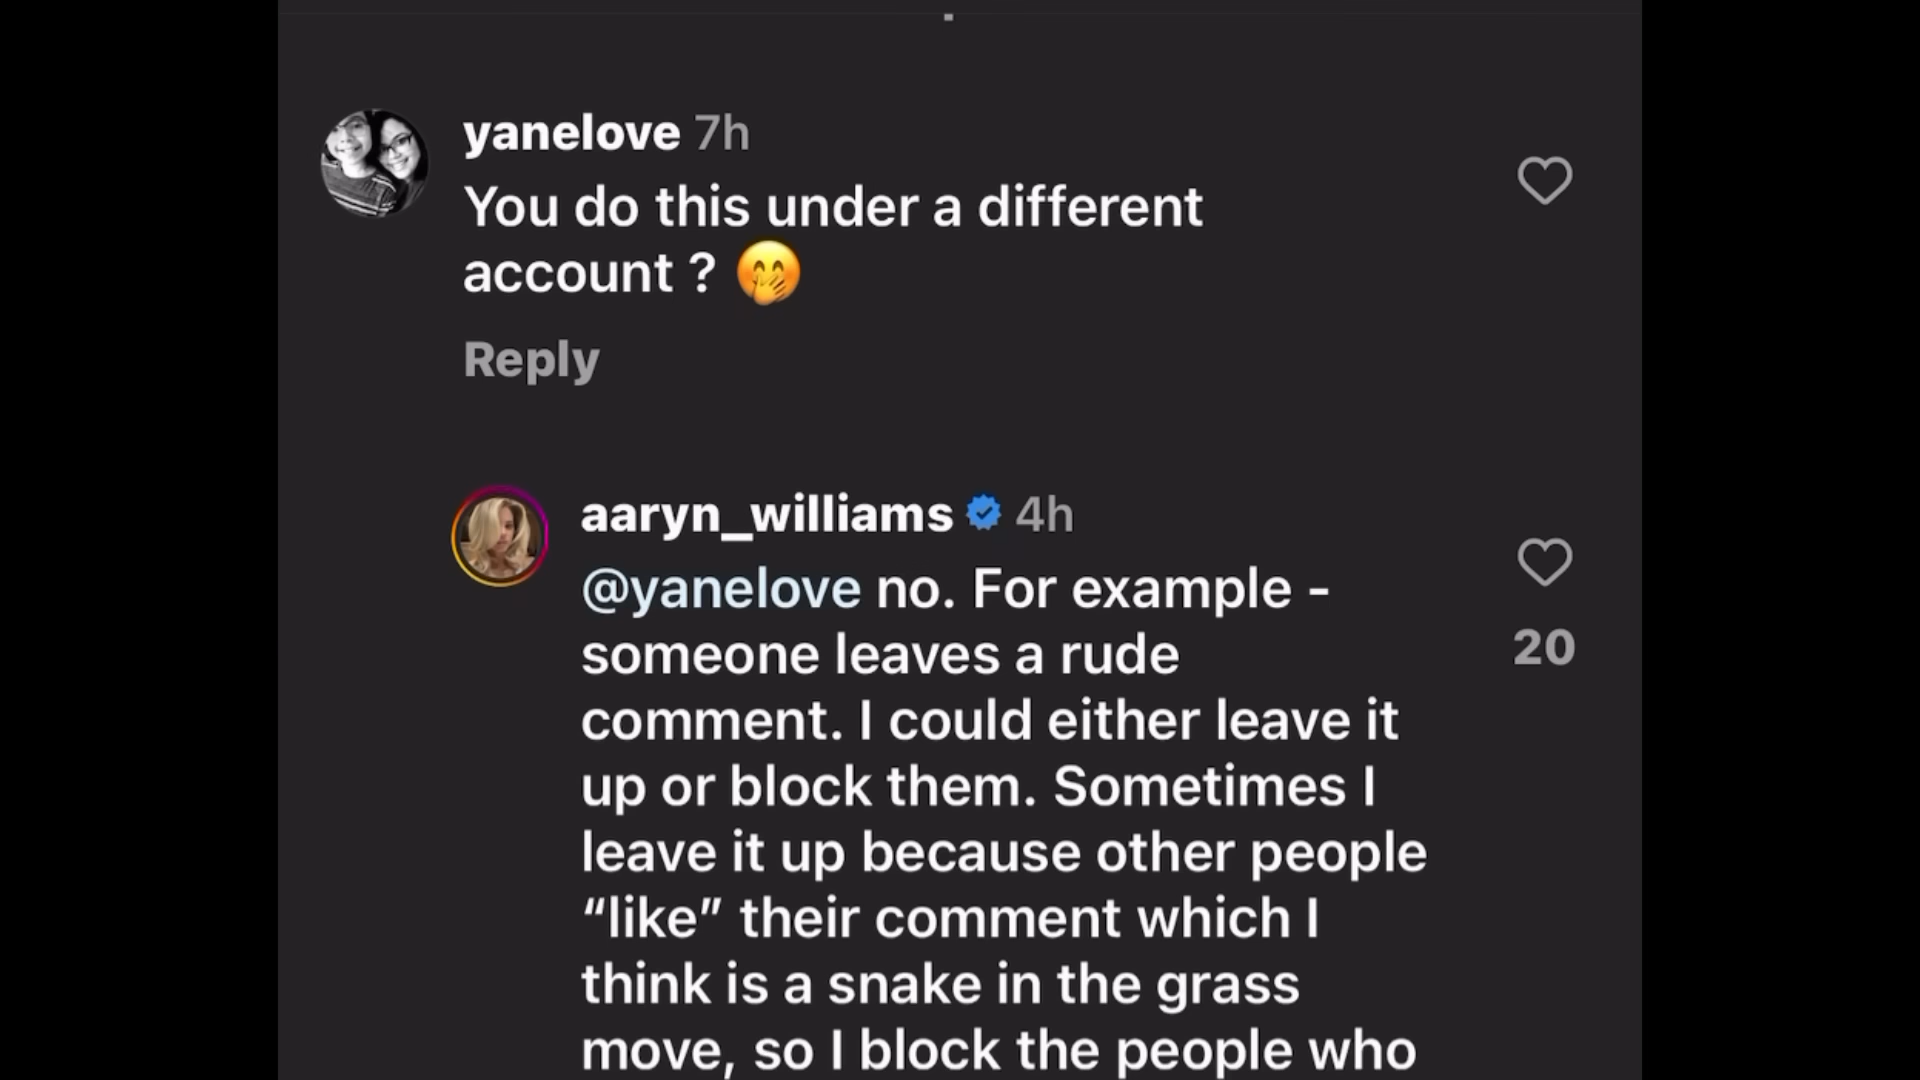 yanelove 7h
You do this under a different
account ? 🤭
Reply
aaryn_williams 4h
@yanelove no. For example -
someone leaves a rude
20
comment. I could either leave it
up or block them. Sometimes I
leave it up because other people
“like” their comment which I
think is a snake in the grass
move, so I block the people who